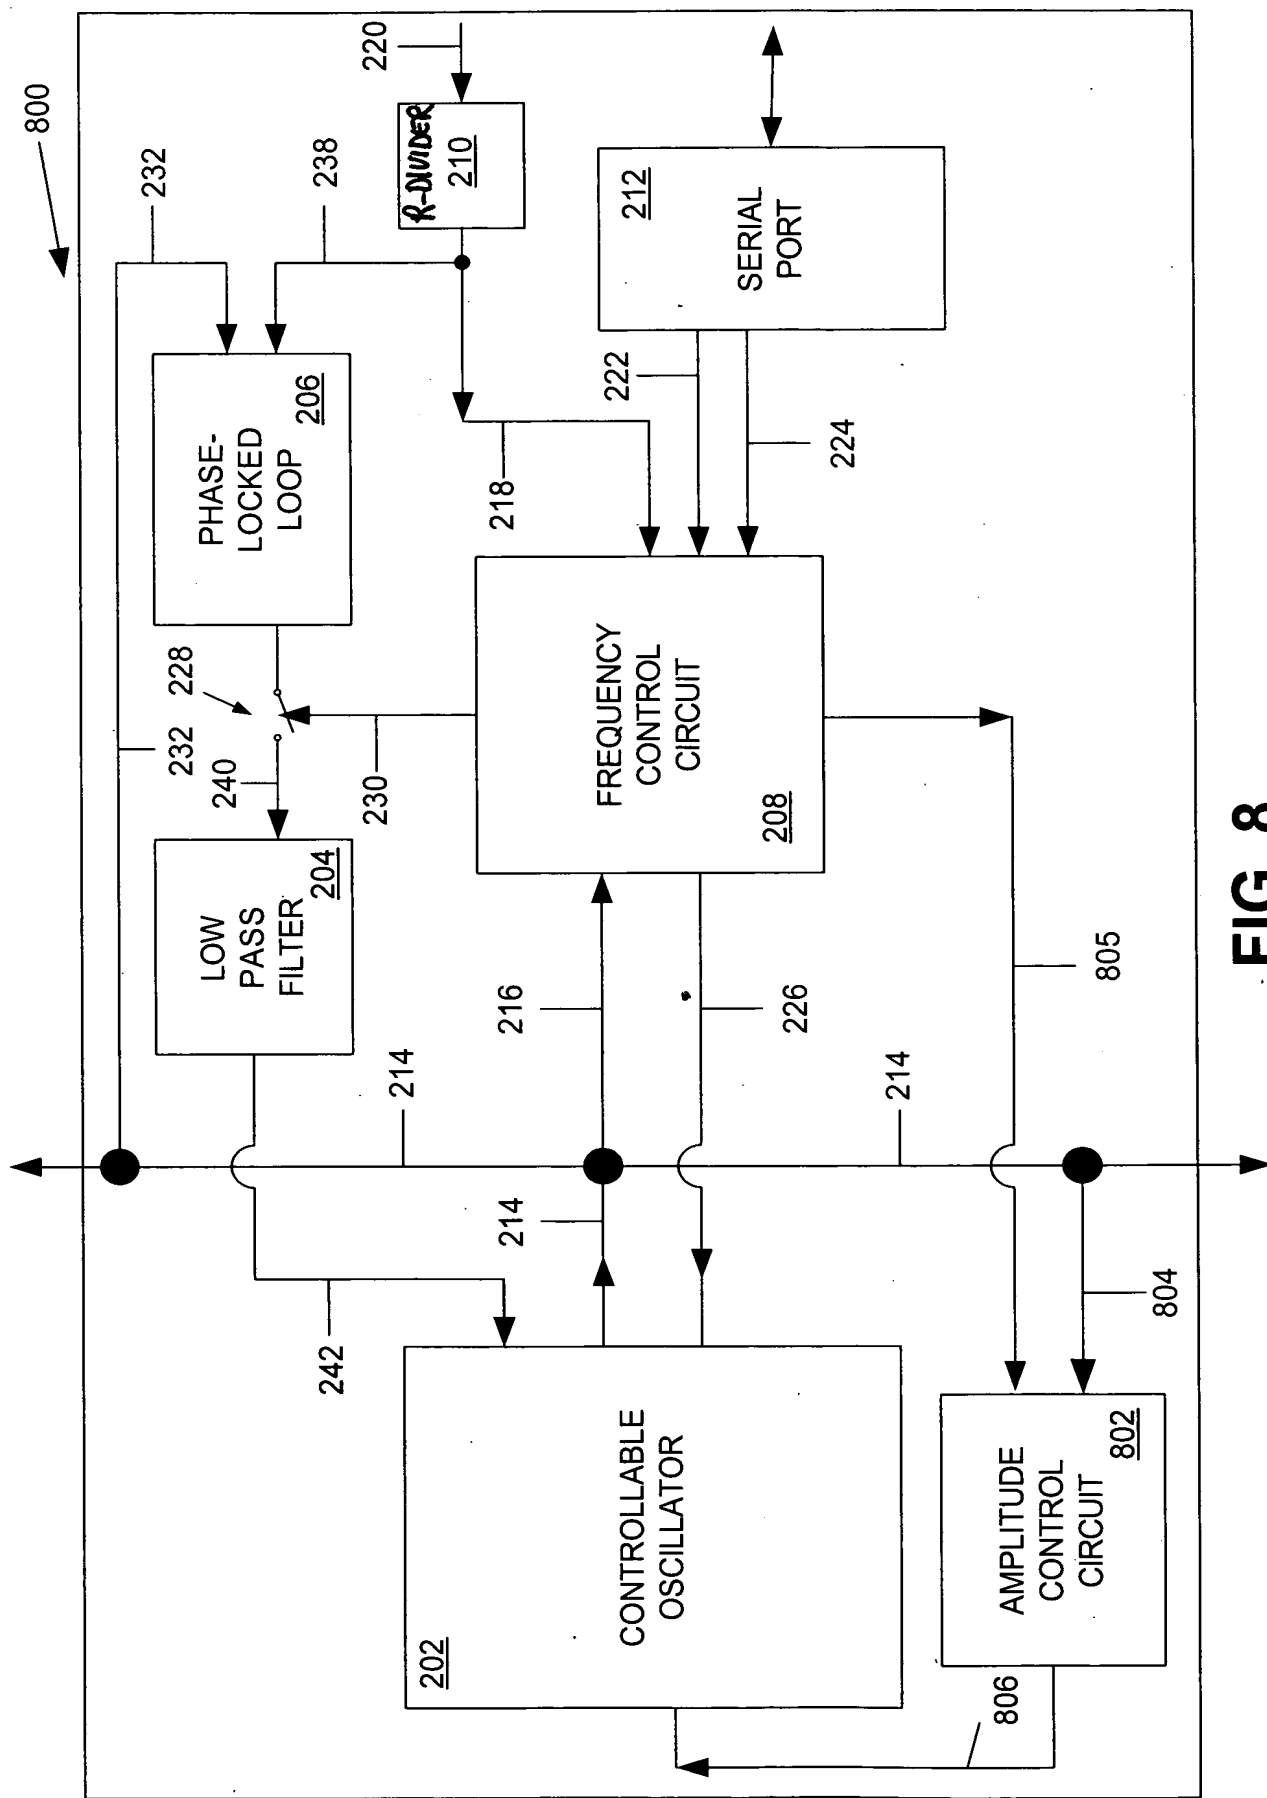 800
232
238
220
R-DIVIDER
210
PHASE-
LOCKED
LOOP
206
228
232
240
230
LOW
PASS
FILTER
204
218
222
224
212
SERIAL
PORT
FREQUENCY
CONTROL
CIRCUIT
208
216
226
214
214
214
805
804
242
202
CONTROLLABLE
OSCILLATOR
AMPLITUDE
CONTROL
CIRCUIT
802
806
FIG. 8